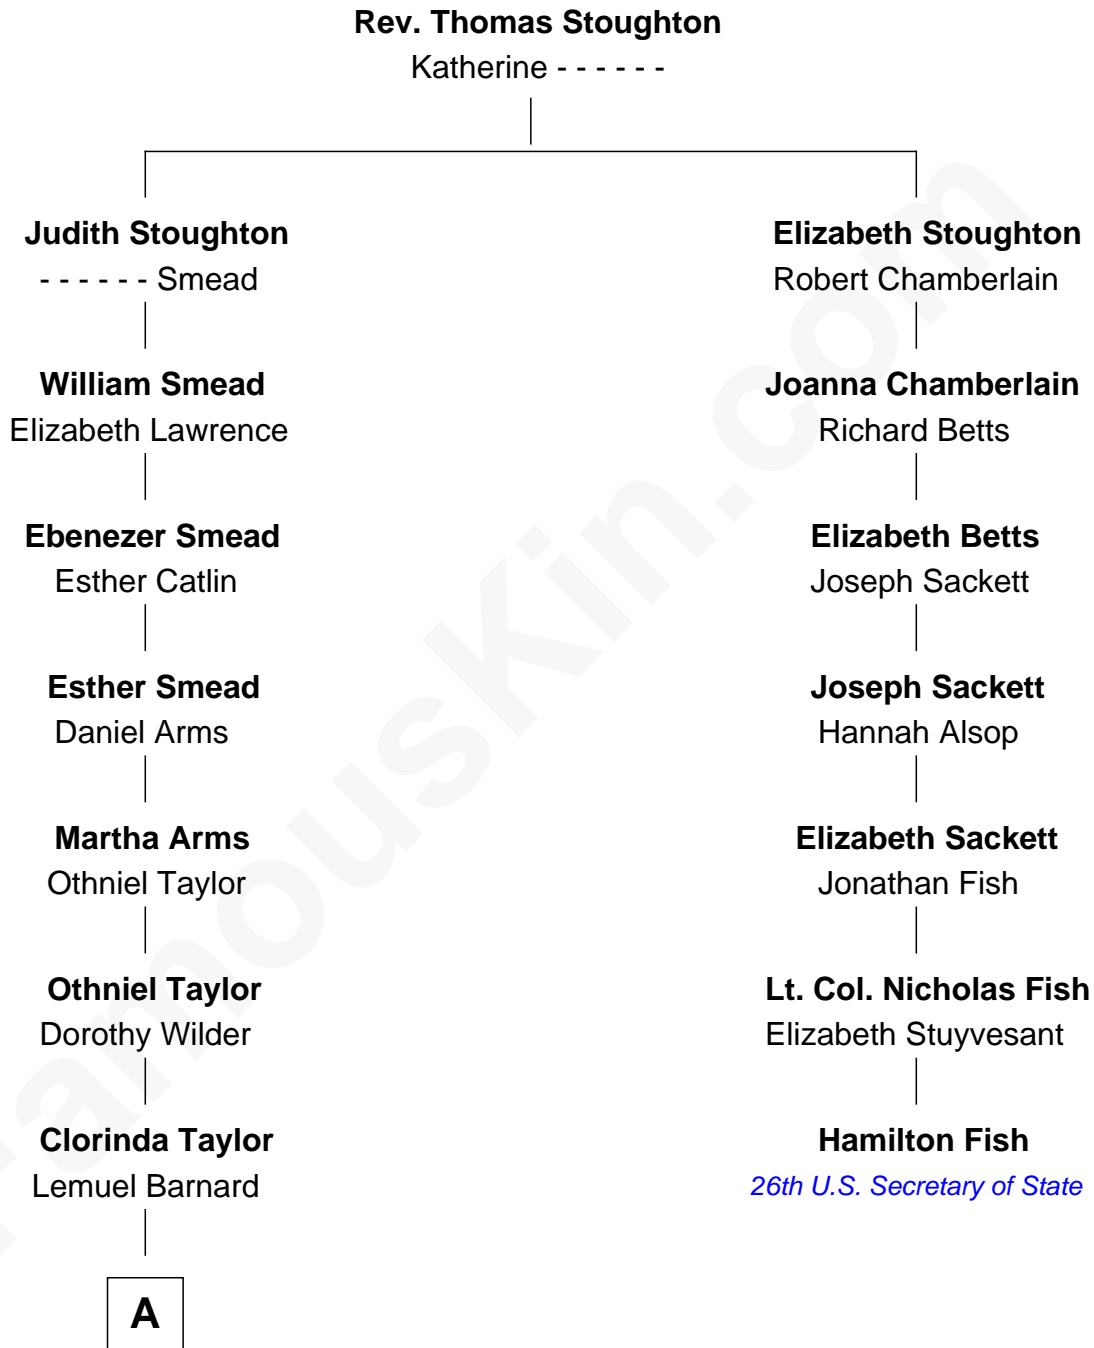 Rev. Thomas Stoughton
Katherine - - - - - -
Judith Stoughton
- - - - - - Smead
Elizabeth Stoughton
Robert Chamberlain
William Smead
Elizabeth Lawrence
Joanna Chamberlain
Richard Betts
Ebenezer Smead
Esther Catlin
Elizabeth Betts
Joseph Sackett
Esther Smead
Daniel Arms
Joseph Sackett
Hannah Alsop
Martha Arms
Othniel Taylor
Elizabeth Sackett
Jonathan Fish
Othniel Taylor
Dorothy Wilder
Lt. Col. Nicholas Fish
Elizabeth Stuyvesant
Clorinda Taylor
Lemuel Barnard
Hamilton Fish
26th U.S. Secretary of State
A
FamousKin.com